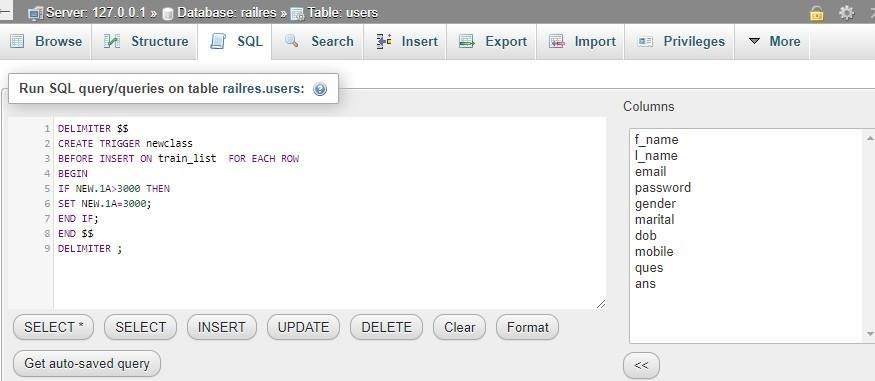 Server: 127.0.0.1 » Database: railres » Table: users
Browse Structure SQL Search Insert Export Import Privileges More
Run SQL query/queries on table railres.users:
Columns
1 DELIMITER $$
2 CREATE TRIGGER newclass
3 BEFORE INSERT ON train_list  FOR EACH ROW
4 BEGIN
5 IF NEW.1A>3000 THEN
6 SET NEW.1A=3000;
7 END IF;
8 END $$
9 DELIMITER ;
f_name
l_name
email
password
gender
marital
dob
mobile
ques
ans
SELECT * SELECT INSERT UPDATE DELETE Clear Format
Get auto-saved query
<<